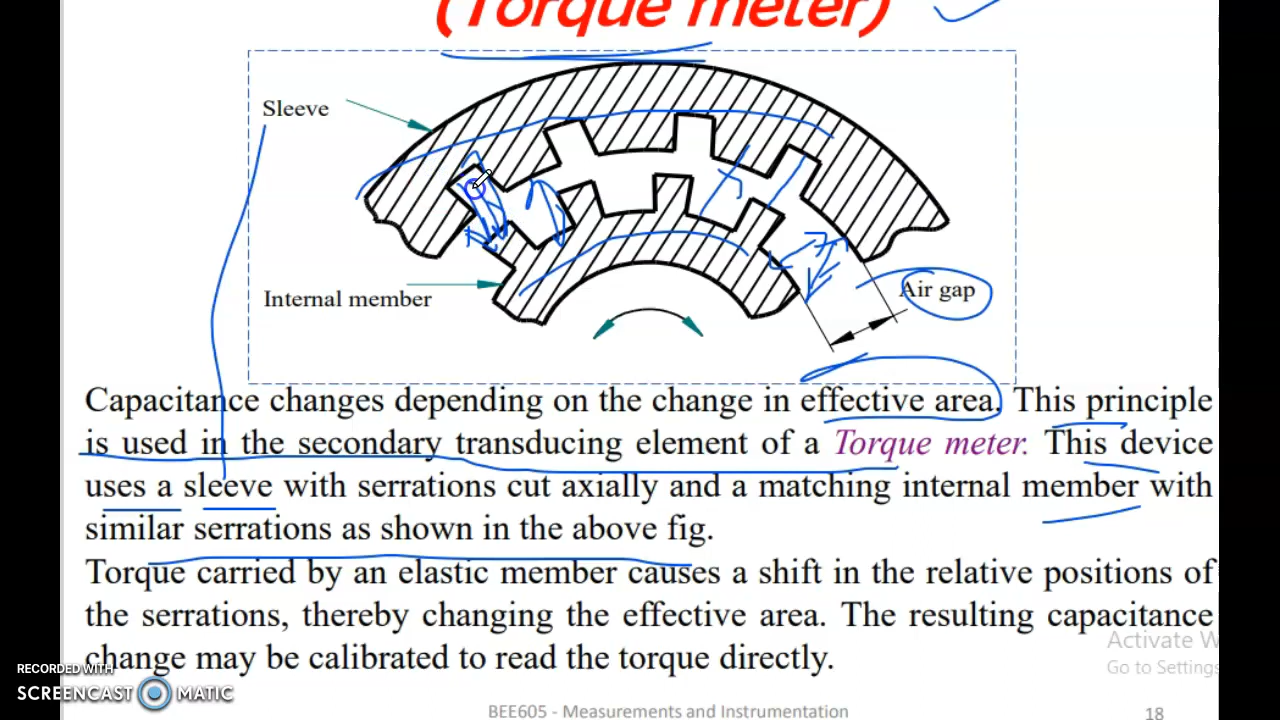 (Torque meter)
Sleeve
Internal member
Air gap
Capacitance changes depending on the change in effective area. This principle
is used in the secondary transducing element of a Torque meter. This device
uses a sleeve with serrations cut axially and a matching internal member with
similar serrations as shown in the above fig.
Torque carried by an elastic member causes a shift in the relative positions of
the serrations, thereby changing the effective area. The resulting capacitance
change may be calibrated to read the torque directly.
Activate W
Go to Settings
RECORDED WITH
SCREENCAST MATIC
BEE605 - Measurements and Instrumentation
18